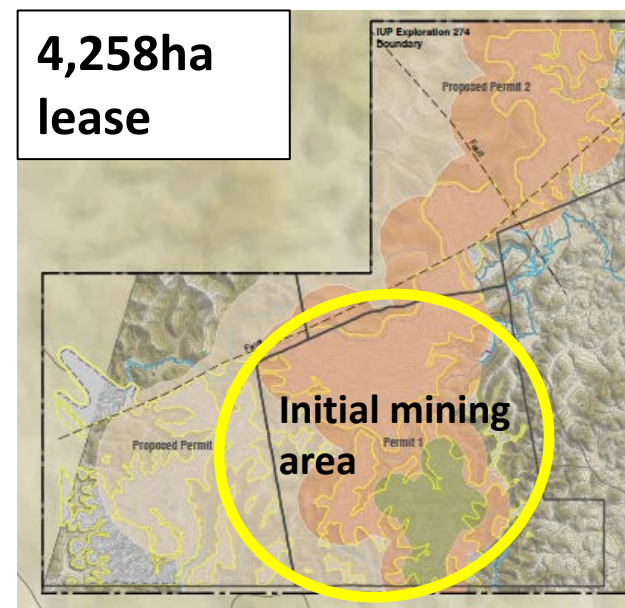 4,258ha
lease
IUP Exploration 274
Boundary
Proposed Permit 2
Fault
Fault
Initial mining
area
Proposed Permit
Permit 1